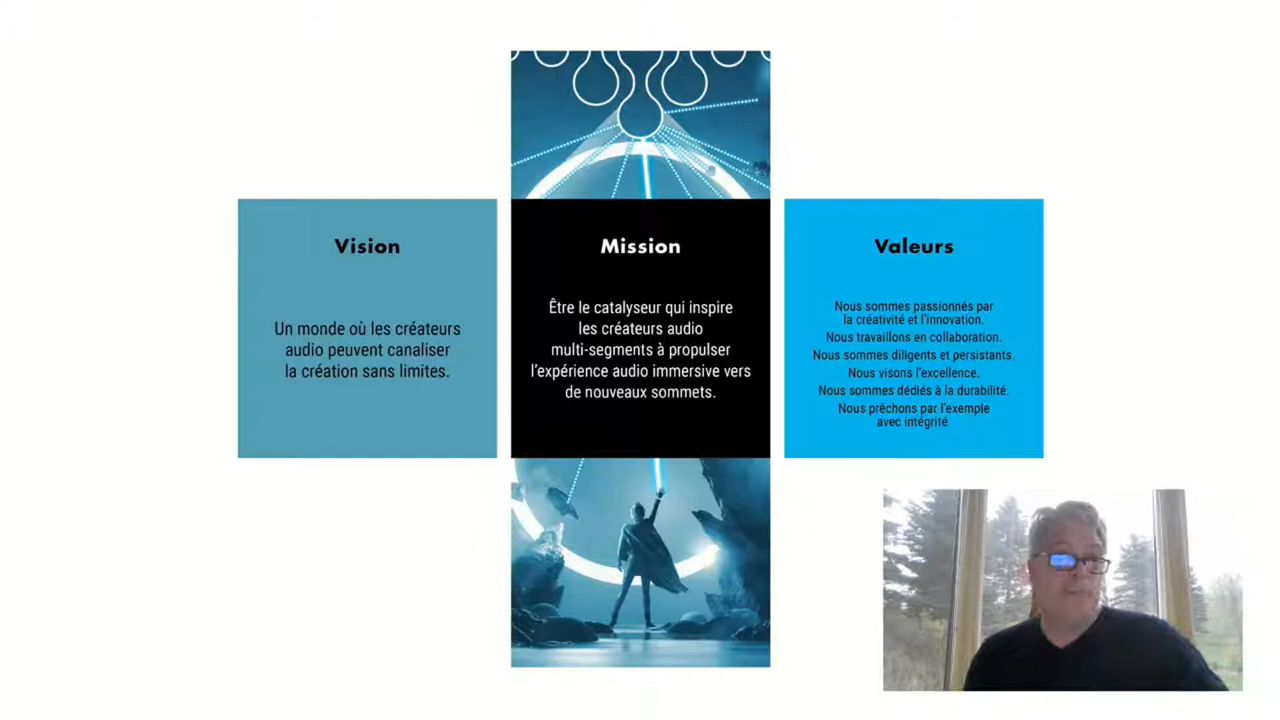 Vision
Un monde où les créateurs
audio peuvent canaliser
la création sans limites.
Mission
Être le catalyseur qui inspire
les créateurs audio
multi-segments à propulser
l'expérience audio immersive vers
de nouveaux sommets.
Valeurs
Nous sommes passionnés par
la créativité et l'innovation.
Nous travaillons en collaboration.
Nous sommes diligents et persistants.
Nous visons l'excellence.
Nous sommes dédiés à la durabilité.
Nous prêchons par l'exemple
avec intégrité.